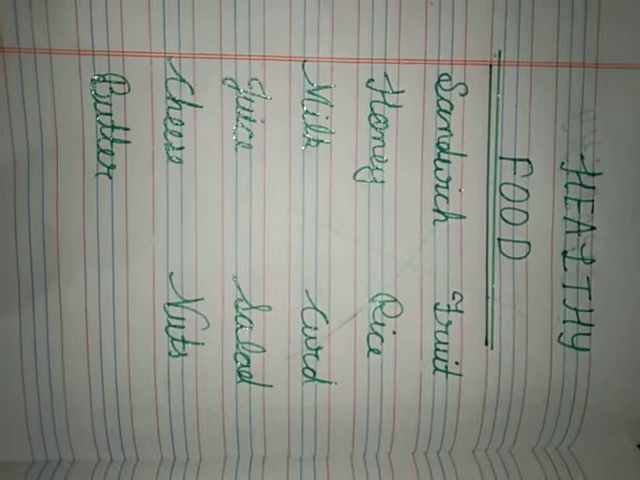 HEALTHY
FOOD
Sandwich Fruit
Honey Rice
Milk Curd
Juice Salad
Cheese Nuts
Butter